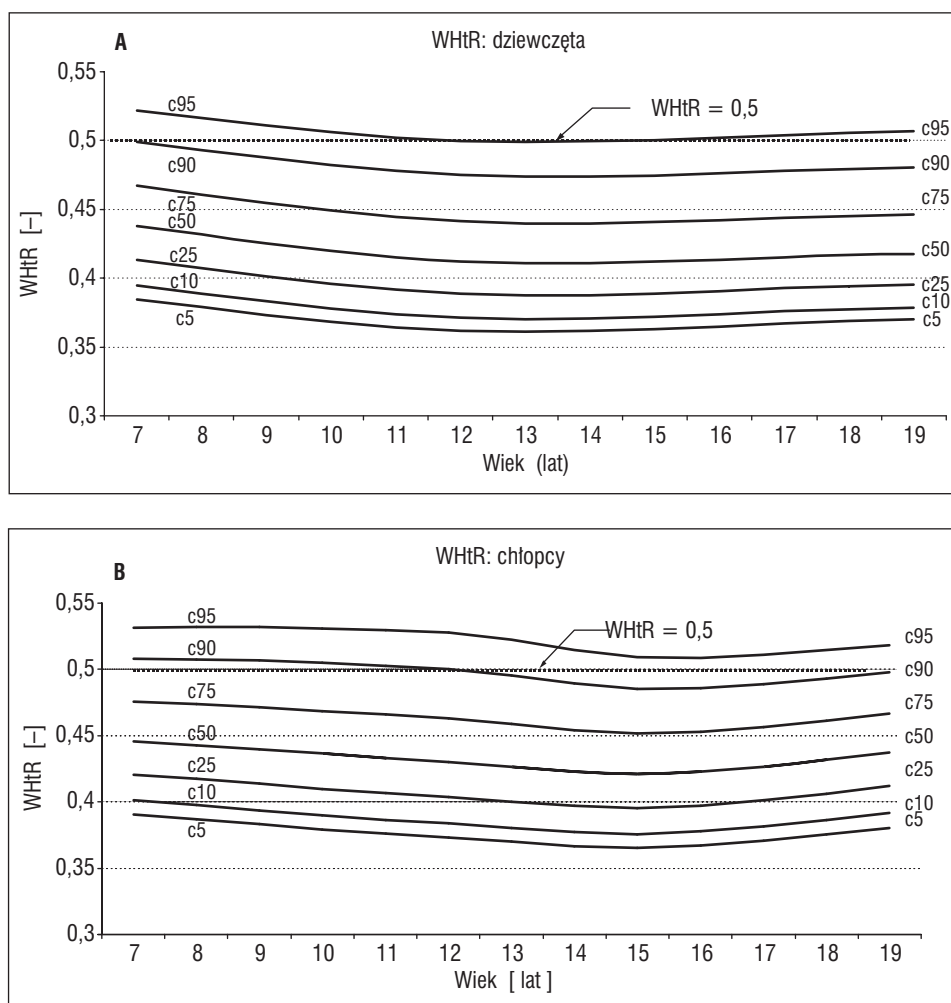 A
WHtR: dziewczęta
0,55
0,5
0,45
0,4
0,35
0,3
WHtR [–]
c95
c90
c75
c50
c25
c10
c5
WHtR = 0,5
c95
c90
c75
c50
c25
c10
c5
7 8 9 10 11 12 13 14 15 16 17 18 19
Wiek (lat)
B
WHtR: chłopcy
0,55
0,5
0,45
0,4
0,35
0,3
WHtR [–]
c95
c90
c75
c50
c25
c10
c5
WHtR = 0,5
c95
c90
c75
c50
c25
c10
c5
7 8 9 10 11 12 13 14 15 16 17 18 19
Wiek [ lat ]